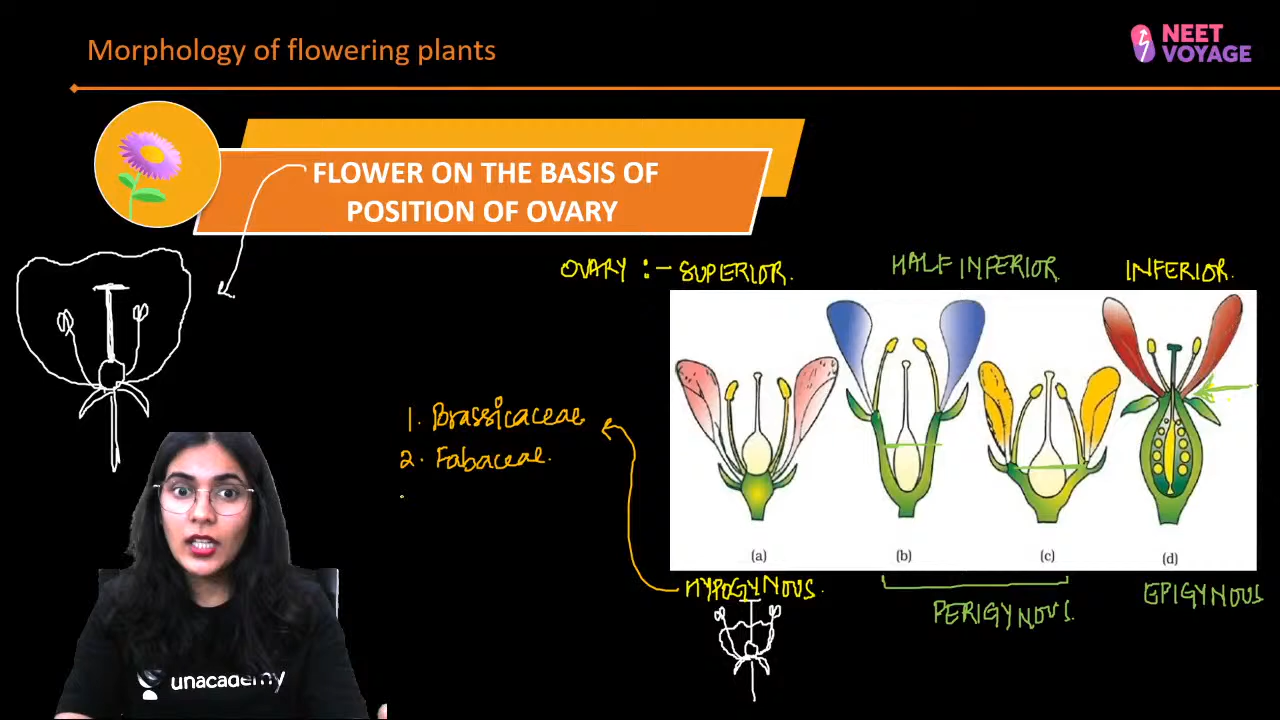 Morphology of flowering plants
NEET
VOYAGE
FLOWER ON THE BASIS OF
POSITION OF OVARY
OVARY :- SUPERIOR.
HALF INFERIOR
INFERIOR.
1. Brassicaceae
2. Fabaceae.
(a)
(b)
(c)
(d)
HYPOGYNOUS.
PERIGYNOUS.
EPIGYNOUS
unacademy